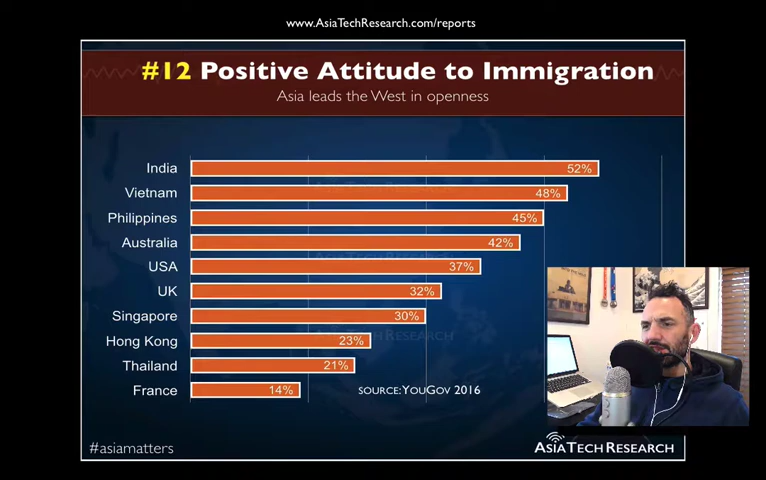 www.AsiaTechResearch.com/reports
#12 Positive Attitude to Immigration
Asia leads the West in openness
India 52%
Vietnam 48%
Philippines 45%
Australia 42%
USA 37%
UK 32%
Singapore 30%
Hong Kong 23%
Thailand 21%
France 14%
SOURCE: YOUGOV 2016
#asiamatters
ASIATECHRESEARCH